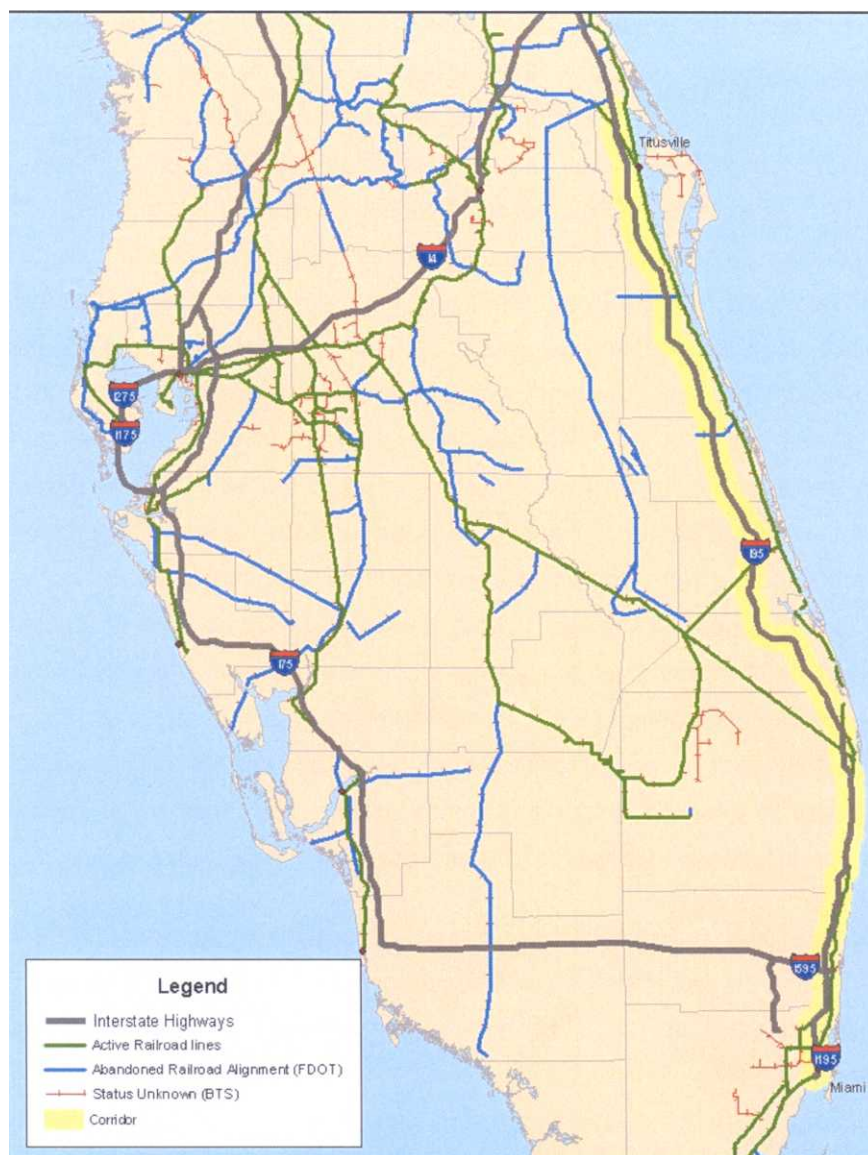 Titusville
I4
I275
I175
I95
I75
I595
I195
Miami
Legend
Interstate Highways
Active Railroad lines
Abandoned Railroad Alignment (FDOT)
Status Unknown (BTS)
Corridor